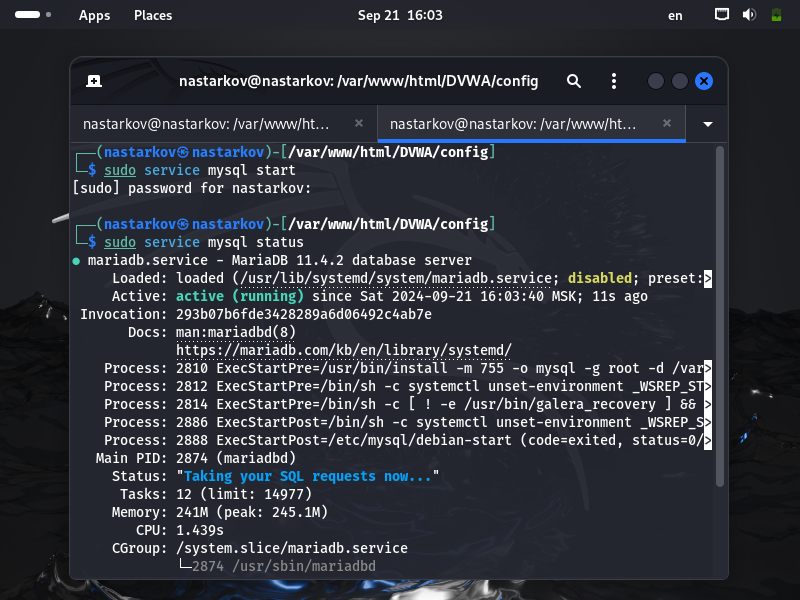 Apps Places Sep 21 16:03 en
nastarkov@nastarkov: /var/www/html/DVWA/config
nastarkov@nastarkov: /var/www/ht... × nastarkov@nastarkov: /var/www/ht... ×
┌──(nastarkov㉿nastarkov)-[/var/www/html/DVWA/config]
└─$ sudo service mysql start
[sudo] password for nastarkov:
┌──(nastarkov㉿nastarkov)-[/var/www/html/DVWA/config]
└─$ sudo service mysql status
● mariadb.service - MariaDB 11.4.2 database server
Loaded: loaded (/usr/lib/systemd/system/mariadb.service; disabled; preset:>
Active: active (running) since Sat 2024-09-21 16:03:40 MSK; 11s ago
Invocation: 293b07b6fde3428289a6d06492c4ab7e
Docs: man:mariadbd(8)
https://mariadb.com/kb/en/library/systemd/
Process: 2810 ExecStartPre=/usr/bin/install -m 755 -o mysql -g root -d /var>
Process: 2812 ExecStartPre=/bin/sh -c systemctl unset-environment _WSREP_ST>
Process: 2814 ExecStartPre=/bin/sh -c [ ! -e /usr/bin/galera_recovery ] && >
Process: 2886 ExecStartPost=/bin/sh -c systemctl unset-environment _WSREP_S>
Process: 2888 ExecStartPost=/etc/mysql/debian-start (code=exited, status=0/>
Main PID: 2874 (mariadbd)
Status: "Taking your SQL requests now..."
Tasks: 12 (limit: 14977)
Memory: 241M (peak: 245.1M)
CPU: 1.439s
CGroup: /system.slice/mariadb.service
└─2874 /usr/sbin/mariadbd